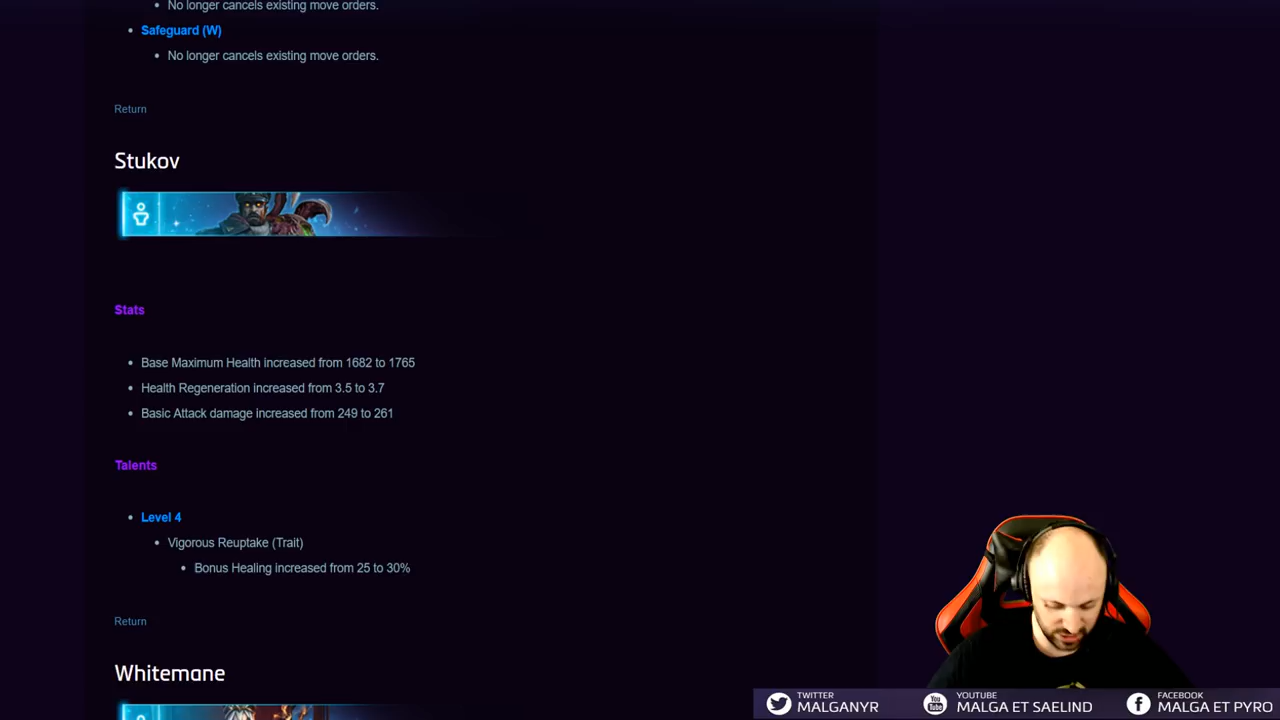 No longer cancels existing move orders.
Safeguard (W)
No longer cancels existing move orders.
Return
Stukov
Stats
Base Maximum Health increased from 1682 to 1765
Health Regeneration increased from 3.5 to 3.7
Basic Attack damage increased from 249 to 261
Talents
Level 4
Vigorous Reuptake (Trait)
Bonus Healing increased from 25 to 30%
Return
Whitemane
TWITTER
MALGANYR
YOUTUBE
MALGA ET SAELIND
FACEBOOK
MALGA ET PYRO